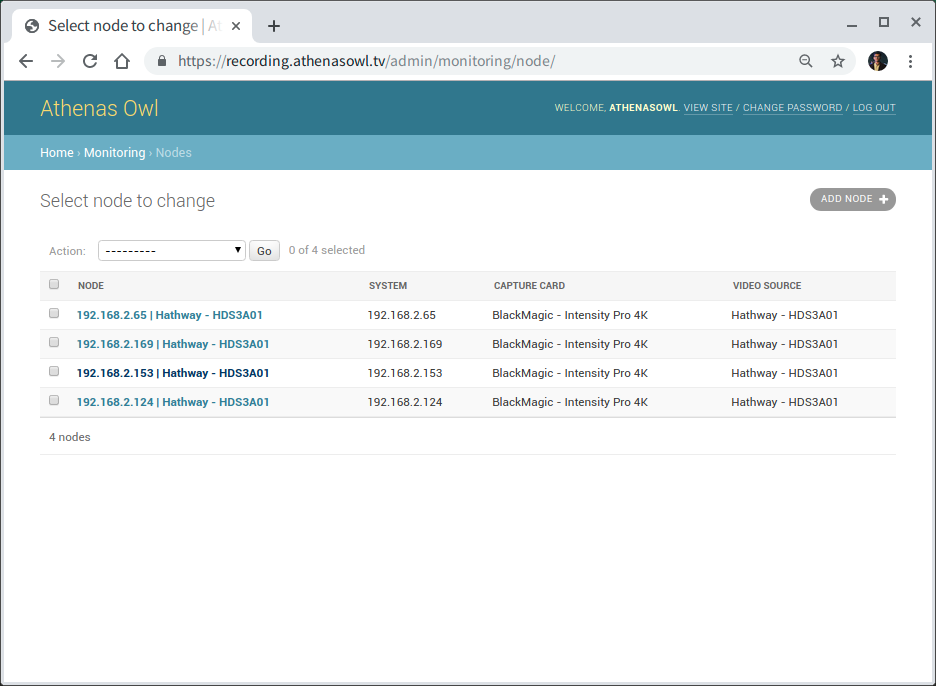 Select node to change | At
https://recording.athenasowl.tv/admin/monitoring/node/
Athenas Owl
WELCOME, ATHENASOWL. VIEW SITE / CHANGE PASSWORD / LOG OUT
Home › Monitoring › Nodes
Select node to change
ADD NODE +
Action: --------- Go 0 of 4 selected
NODE SYSTEM CAPTURE CARD VIDEO SOURCE
192.168.2.65 | Hathway - HDS3A01 192.168.2.65 BlackMagic - Intensity Pro 4K Hathway - HDS3A01
192.168.2.169 | Hathway - HDS3A01 192.168.2.169 BlackMagic - Intensity Pro 4K Hathway - HDS3A01
192.168.2.153 | Hathway - HDS3A01 192.168.2.153 BlackMagic - Intensity Pro 4K Hathway - HDS3A01
192.168.2.124 | Hathway - HDS3A01 192.168.2.124 BlackMagic - Intensity Pro 4K Hathway - HDS3A01
4 nodes